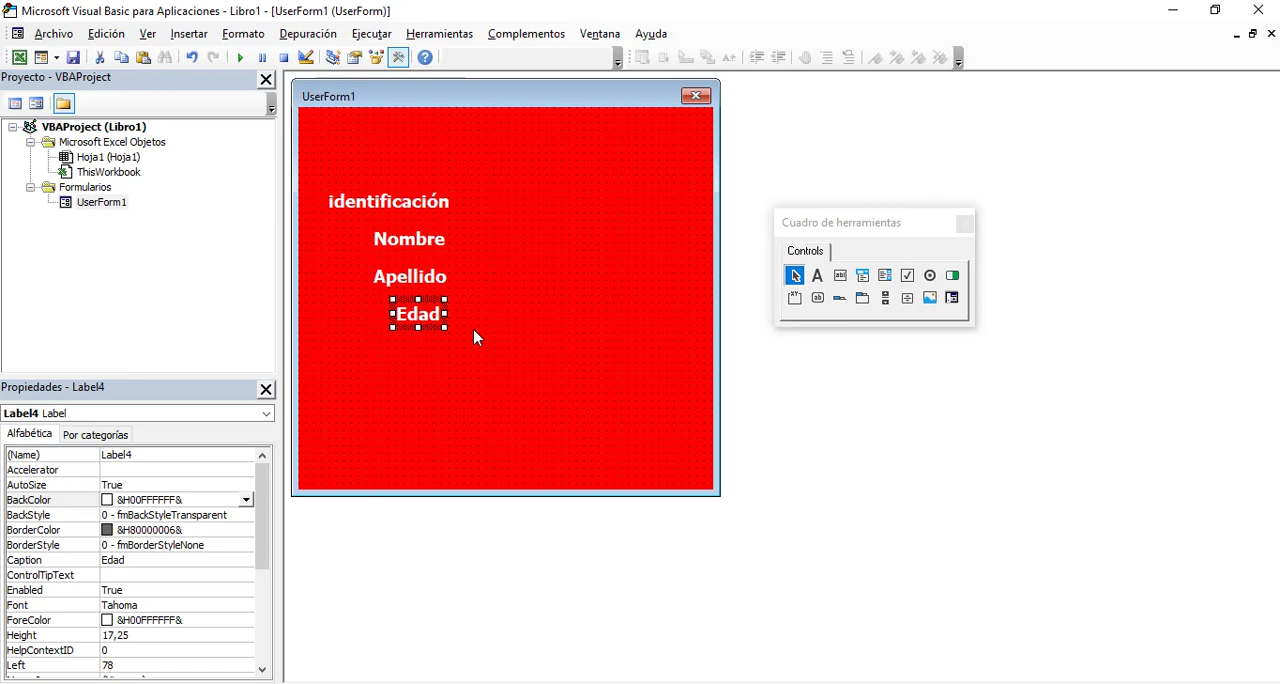 Microsoft Visual Basic para Aplicaciones - Libro1 - [UserForm1 (UserForm)]
Archivo Edición Ver Insertar Formato Depuración Ejecutar Herramientas Complementos Ventana Ayuda
Proyecto - VBAProject
VBAProject (Libro1)
Microsoft Excel Objetos
Hoja1 (Hoja1)
ThisWorkbook
Formularios
UserForm1
UserForm1
identificación
Nombre
Apellido
Edad
Cuadro de herramientas
Controls
Propiedades - Label4
Label4 Label
Alfabética Por categorías
(Name) Label4
Accelerator
AutoSize True
BackColor &H00FFFFFF&
BackStyle 0 - fmBackStyleTransparent
BorderColor &H80000006&
BorderStyle 0 - fmBorderStyleNone
Caption Edad
ControlTipText
Enabled True
Font Tahoma
ForeColor &H00FFFFFF&
Height 17,25
HelpContextID 0
Left 78